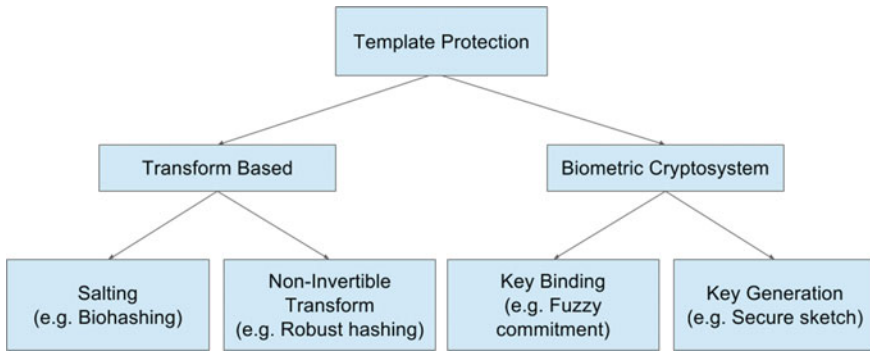 Template Protection
Transform Based
Biometric Cryptosystem
Salting
(e.g. Biohashing)
Non-Invertible
Transform
(e.g. Robust hashing)
Key Binding
(e.g. Fuzzy
commitment)
Key Generation
(e.g. Secure sketch)